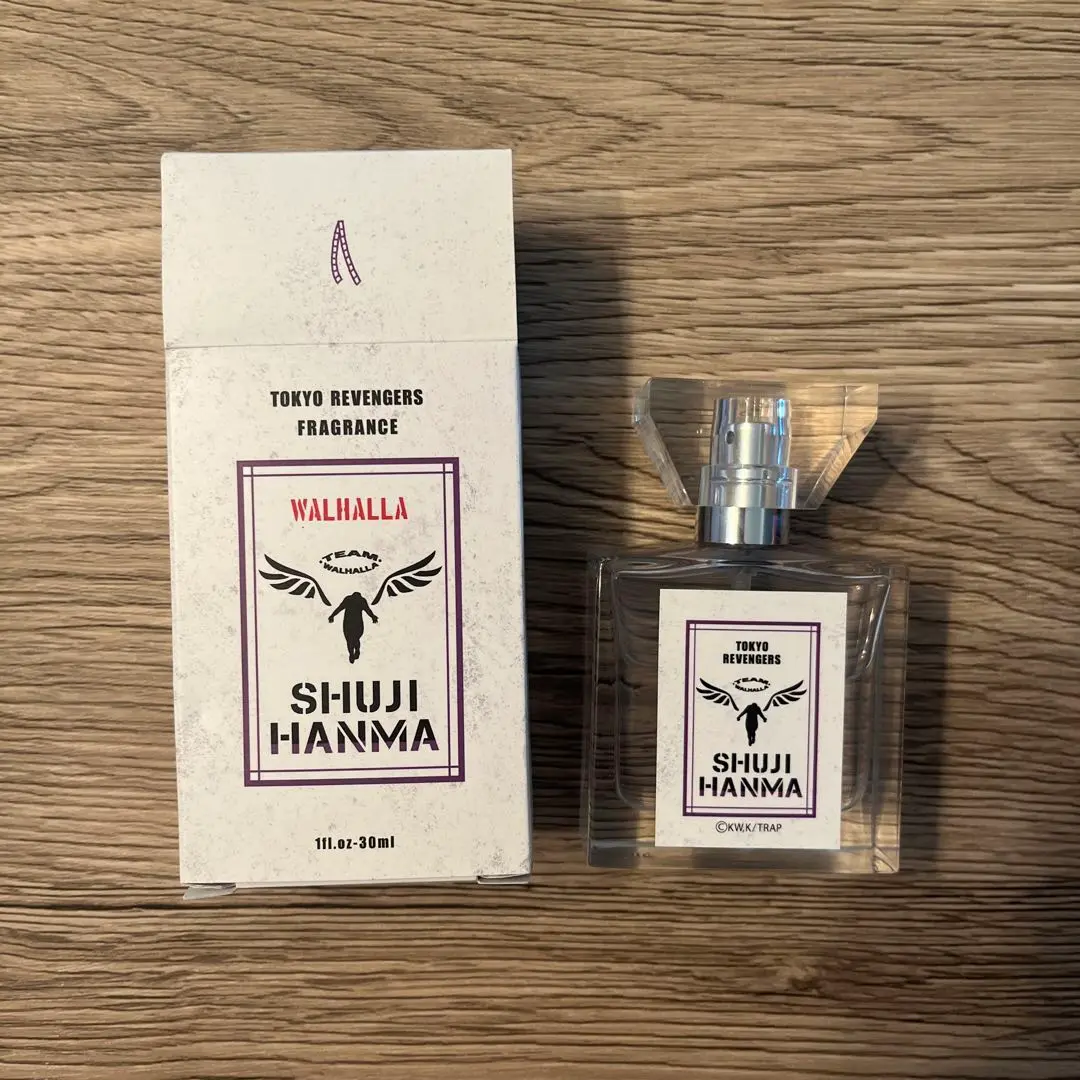 TOKYO REVENGERS
FRAGRANCE
WALHALLA
·TEAM·
WALHALLA
SHUJI
HANMA
1fl.oz-30ml
TOKYO
REVENGERS
·TEAM·
WALHALLA
SHUJI
HANMA
©KW,K/TRAP